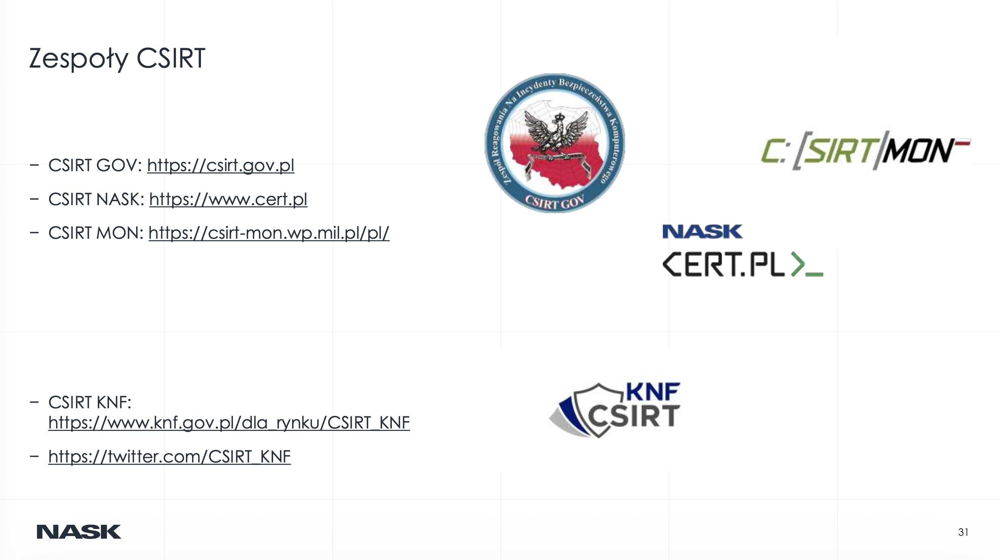 Zespoły CSIRT
– CSIRT GOV: https://csirt.gov.pl
– CSIRT NASK: https://www.cert.pl
– CSIRT MON: https://csirt-mon.wp.mil.pl/pl/
Zespół Reagowania Na Incydenty Bezpieczeństwa Komputerowego
CSIRT GOV
C:[SIRT/MON
NASK
CERT.PL>_
– CSIRT KNF:
https://www.knf.gov.pl/dla_rynku/CSIRT_KNF
– https://twitter.com/CSIRT_KNF
KNF
CSIRT
NASK
31